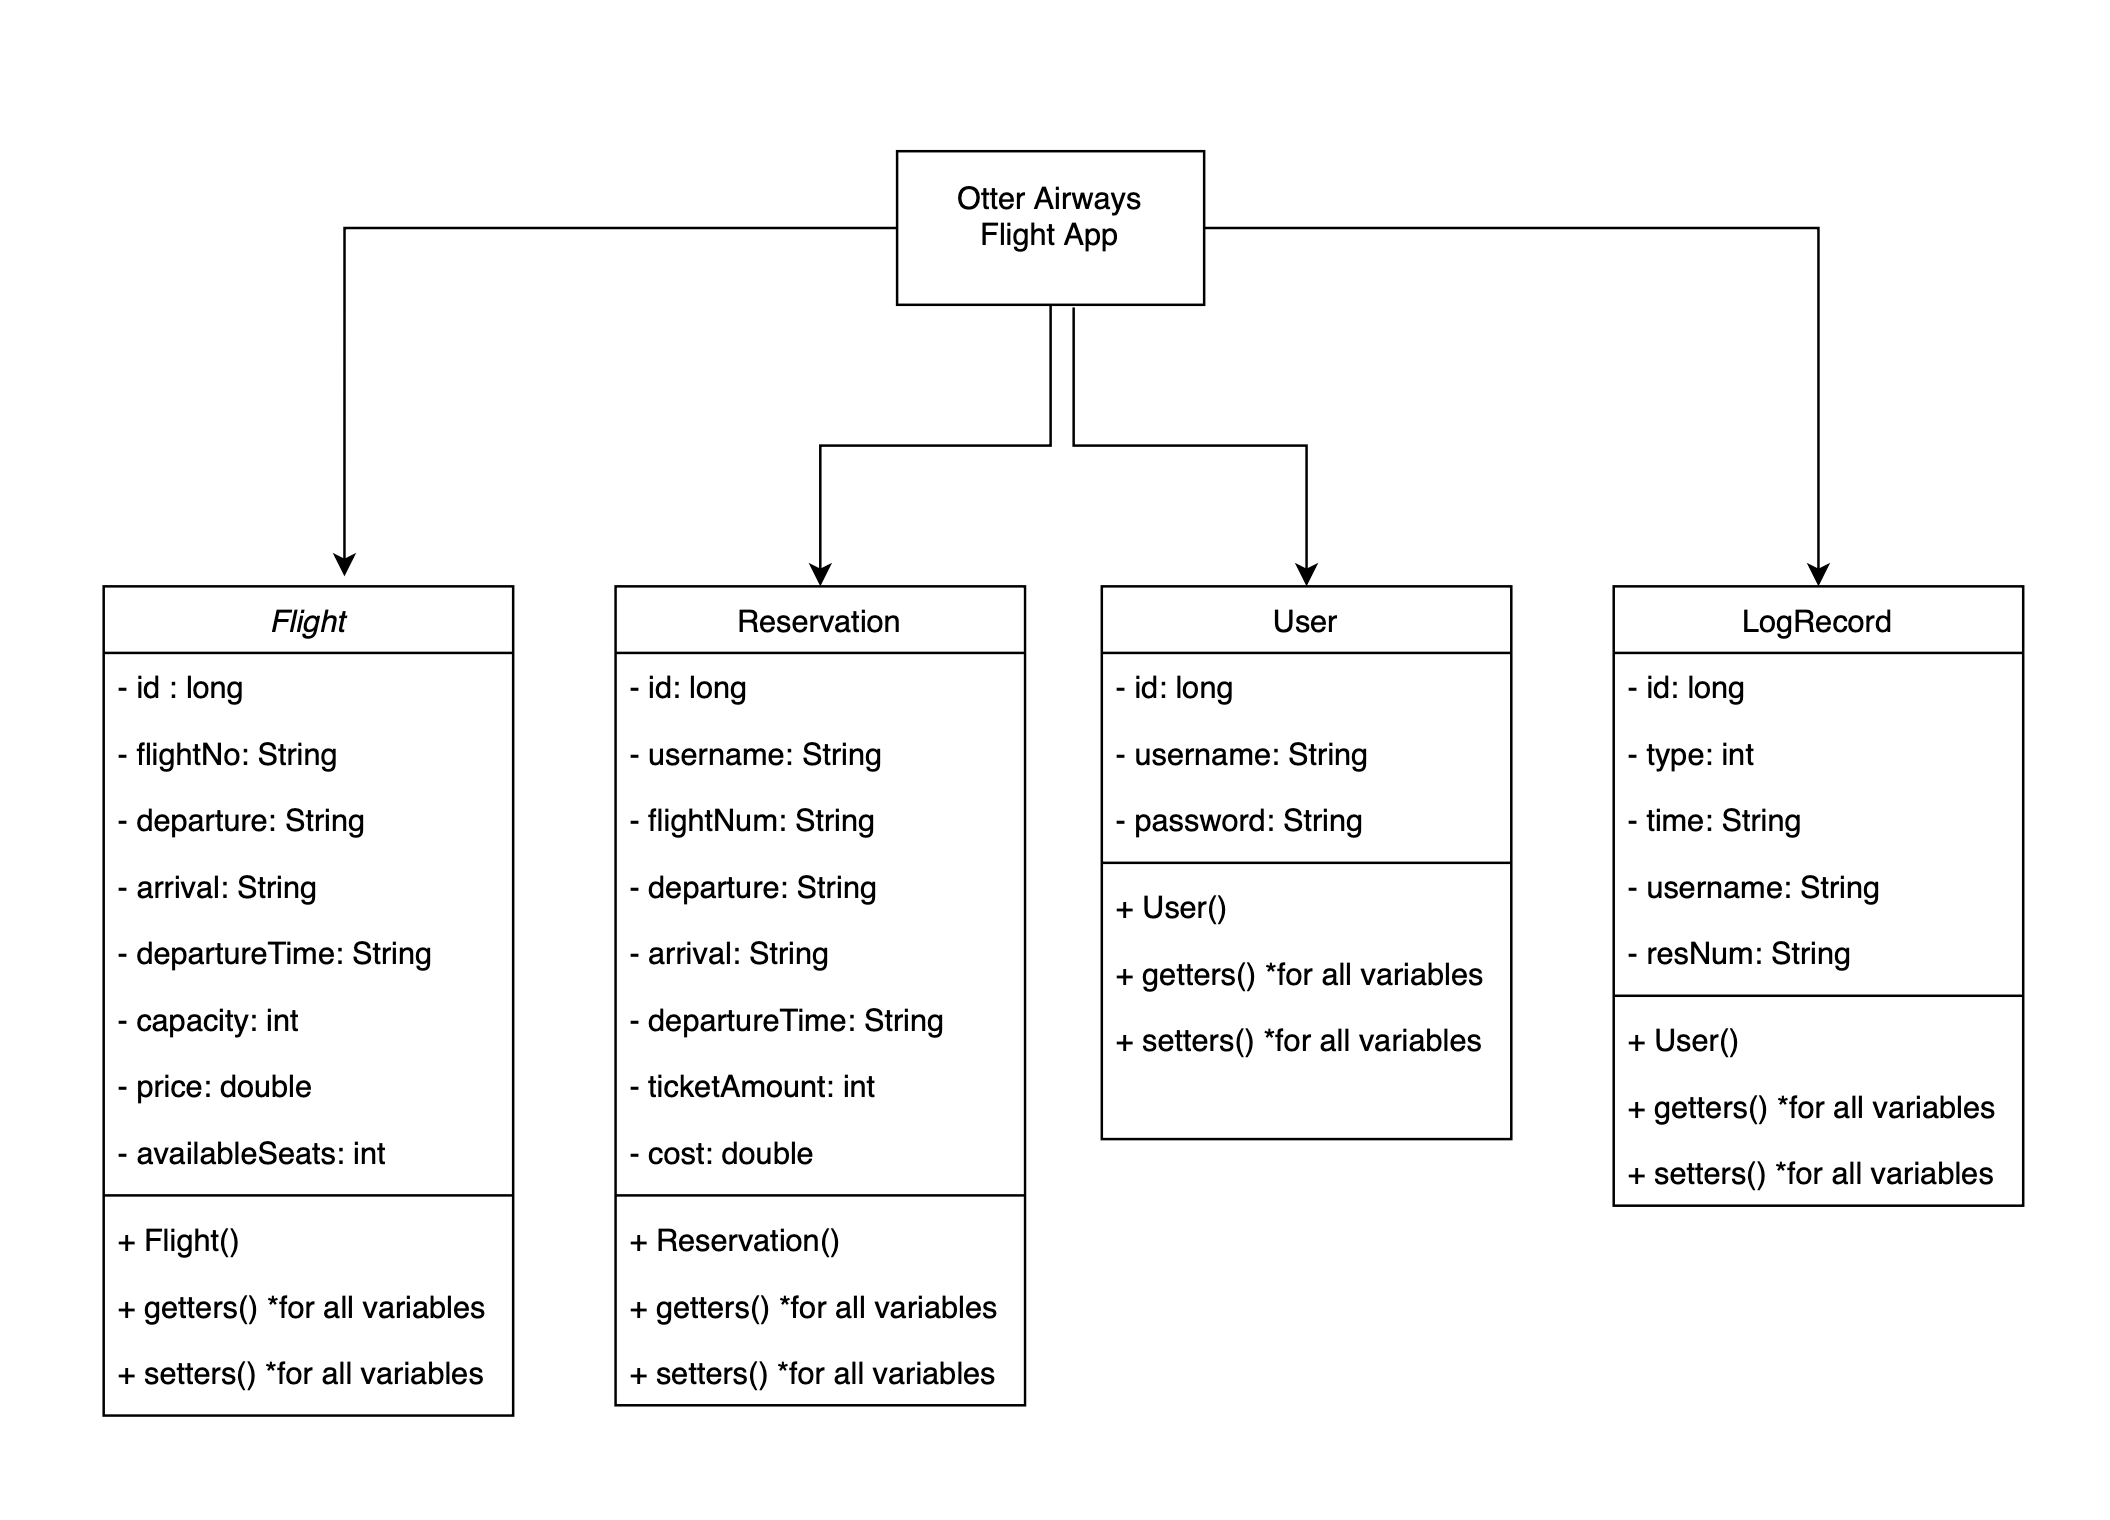 Otter Airways
Flight App
Flight
- id : long
- flightNo: String
- departure: String
- arrival: String
- departureTime: String
- capacity: int
- price: double
- availableSeats: int
+ Flight()
+ getters() *for all variables
+ setters() *for all variables
Reservation
- id: long
- username: String
- flightNum: String
- departure: String
- arrival: String
- departureTime: String
- ticketAmount: int
- cost: double
+ Reservation()
+ getters() *for all variables
+ setters() *for all variables
User
- id: long
- username: String
- password: String
+ User()
+ getters() *for all variables
+ setters() *for all variables
LogRecord
- id: long
- type: int
- time: String
- username: String
- resNum: String
+ User()
+ getters() *for all variables
+ setters() *for all variables